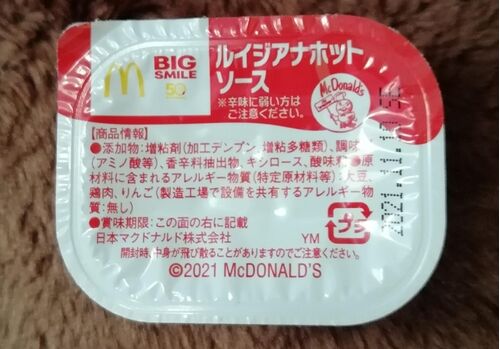 BIG
SMILE
50
ルイジアナホット
ソース
※辛味に弱い方は
ご注意ください。
McDonald's
【商品情報】
●添加物:増粘剤(加工デンプン、増粘多糖類)、調味料
(アミノ酸等)、香辛料抽出物、キシロース、酸味料●原
材料に含まれるアレルギー物質(特定原材料等):大豆、
鶏肉、りんご(製造工場で設備を共有するアレルギー物
質:無し)
●賞味期限:この面の右に記載
日本マクドナルド株式会社 YM
開封時、中身が飛び散ることがありますのでご注意ください。
プラ
©2021 McDONALD'S
2021.11.19